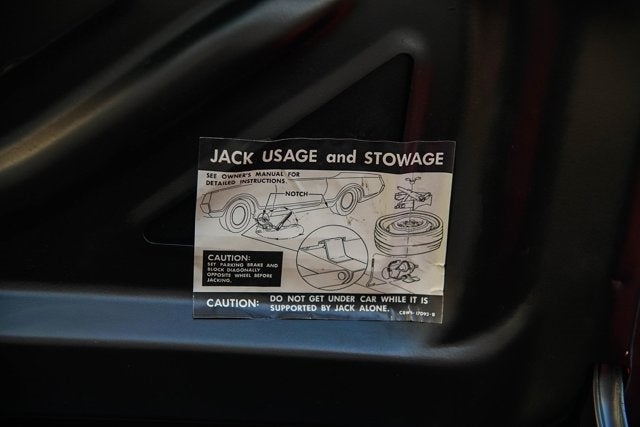 JACK USAGE and STOWAGE
SEE OWNER'S MANUAL FOR
DETAILED INSTRUCTIONS.
NOTCH
CAUTION:
SET PARKING BRAKE AND
BLOCK DIAGONALLY
OPPOSITE WHEEL BEFORE
JACKING.
CAUTION: DO NOT GET UNDER CAR WHILE IT IS
SUPPORTED BY JACK ALONE.